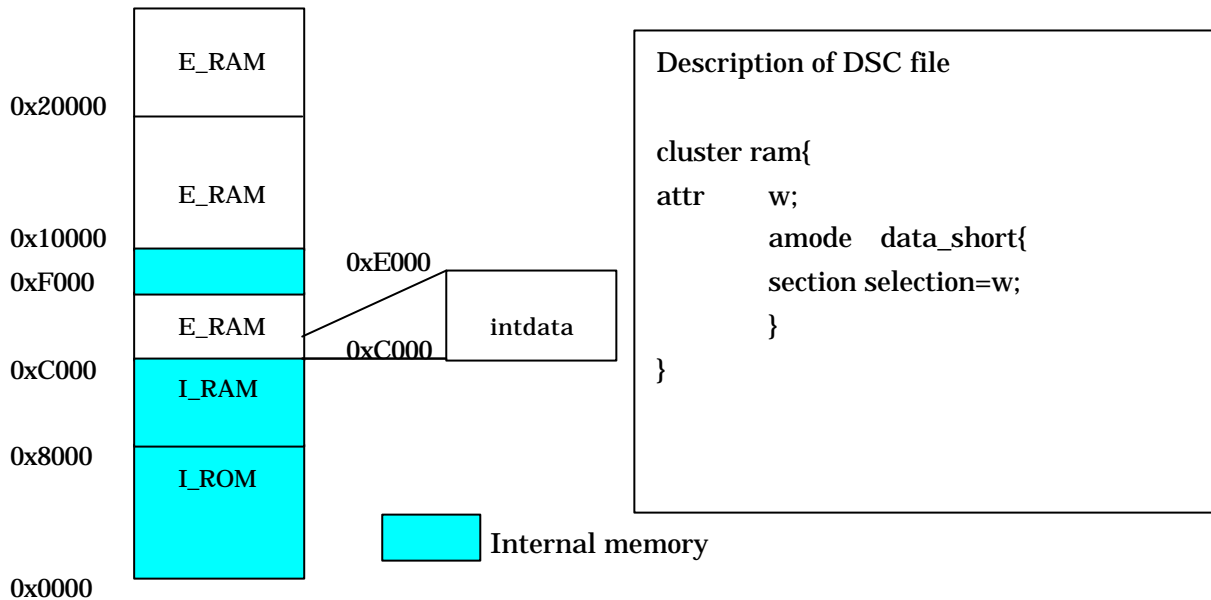 E_RAM
0x20000
E_RAM
0x10000
0xF000
E_RAM
0xC000
I_RAM
0x8000
I_ROM
0x0000
0xE000
intdata
0xC000
Internal memory
Description of DSC file
cluster ram{
attr w;
amode data_short{
section selection=w;
}
}